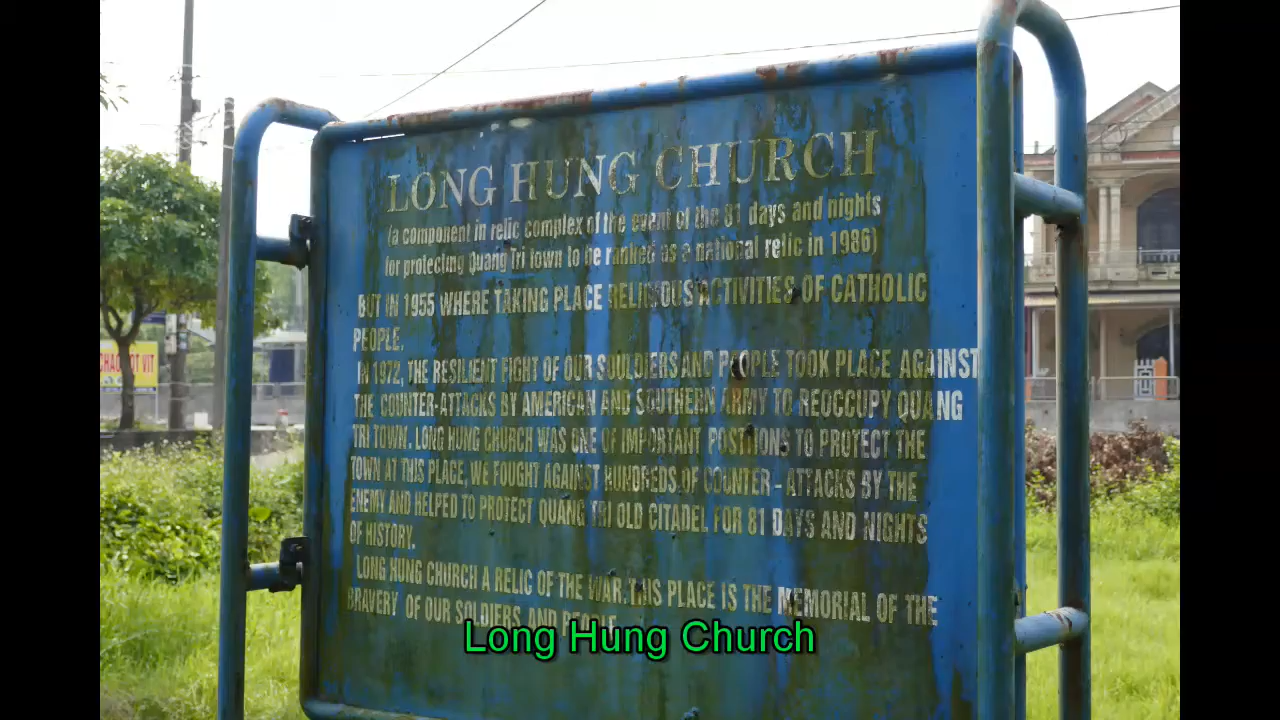 LONG HUNG CHURCH
(a component in relic complex of the event of the 81 days and nights
for protecting Quang Tri town to be ranked as a national relic in 1986)
BUT IN 1955 WHERE TAKING PLACE RELIGIOUS ACTIVITIES OF CATHOLIC
PEOPLE.
IN 1972, THE RESILIENT FIGHT OF OUR SOULDIERS AND PEOPLE TOOK PLACE AGAINST
THE COUNTER-ATTACKS BY AMERICAN AND SOUTHERN ARMY TO REOCCUPY QUANG
TRI TOWN. LONG HUNG CHURCH WAS ONE OF IMPORTANT POSITIONS TO PROTECT THE
TOWN AT THIS PLACE, WE FOUGHT AGAINST HUNDREDS OF COUNTER - ATTACKS BY THE
ENEMY AND HELPED TO PROTECT QUANG TRI OLD CITADEL FOR 81 DAYS AND NIGHTS
OF HISTORY.
LONG HUNG CHURCH A RELIC OF THE WAR. THIS PLACE IS THE MEMORIAL OF THE
BRAVERY OF OUR SOLDIERS AND PEOPLE
Long Hung Church
VIT